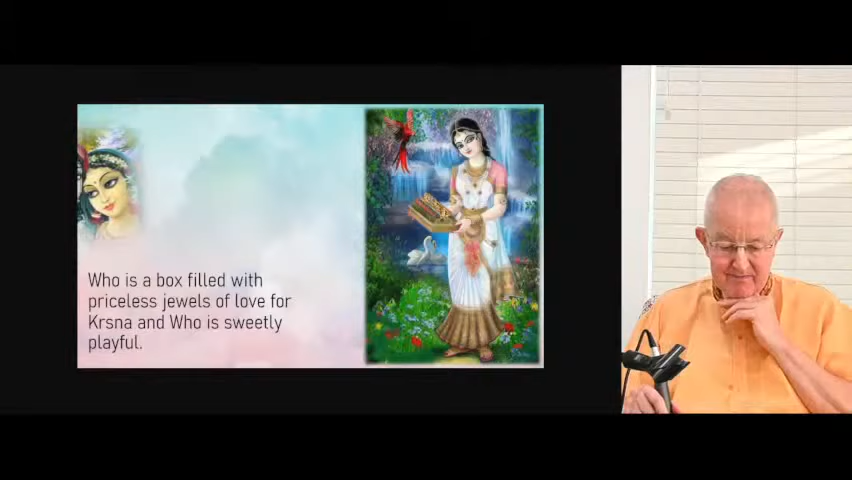 Who is a box filled with
priceless jewels of love for
Krsna and Who is sweetly
playful.